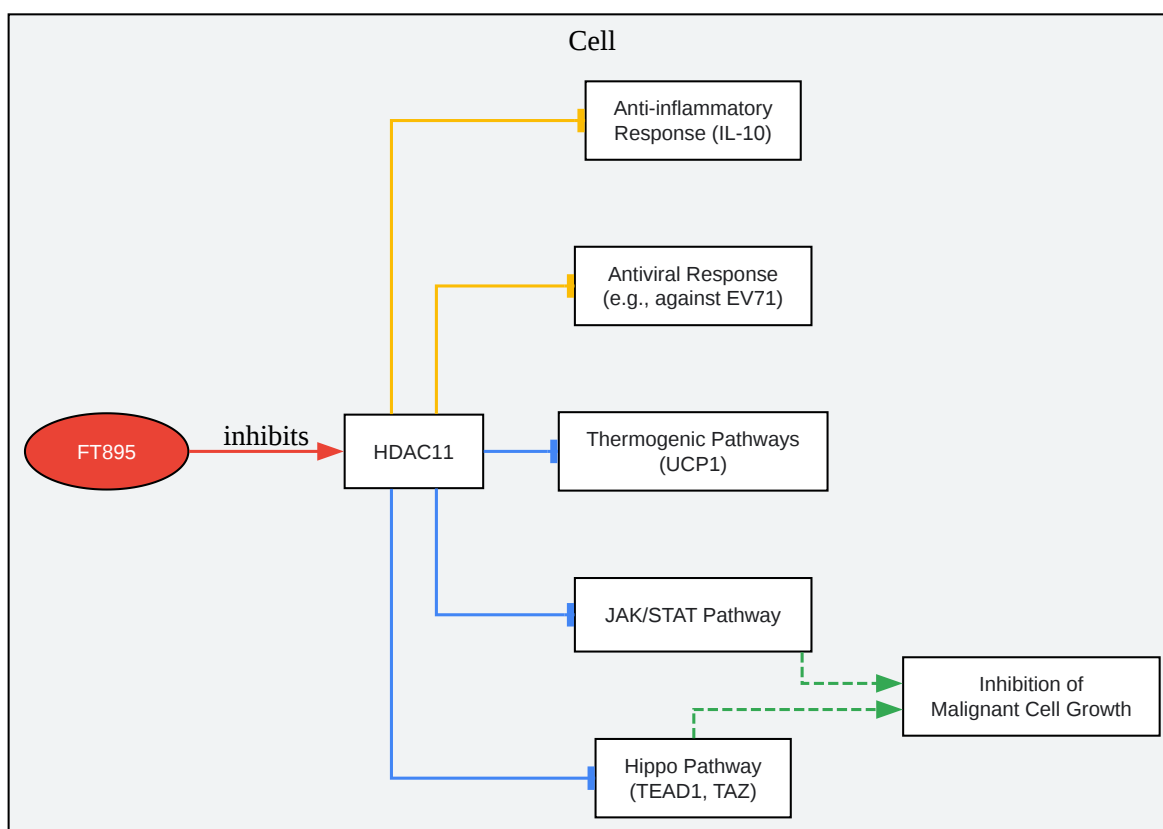 Cell
Anti-inflammatory
Response (IL-10)
Antiviral Response
(e.g., against EV71)
FT895
inhibits
HDAC11
Thermogenic Pathways
(UCP1)
JAK/STAT Pathway
Inhibition of
Malignant Cell Growth
Hippo Pathway
(TEAD1, TAZ)